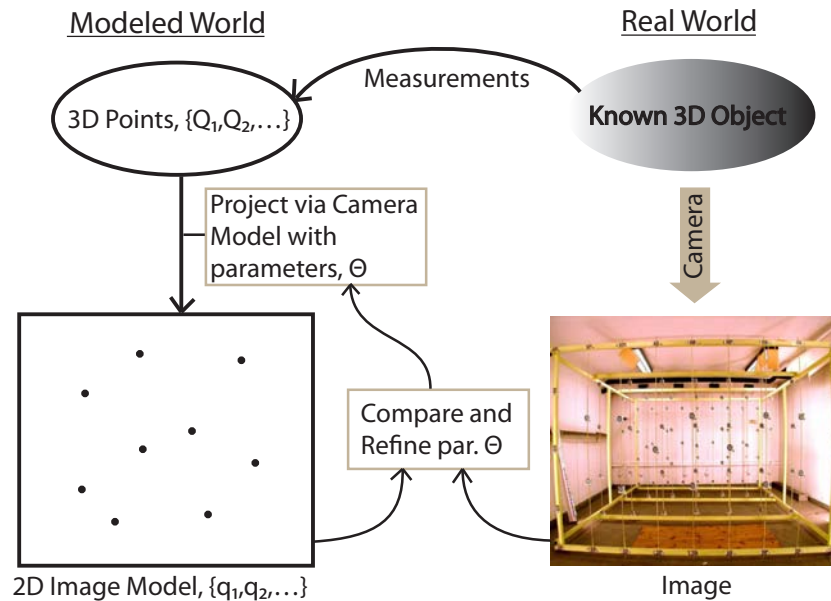 Modeled World
Real World
Measurements
3D Points, {Q₁,Q₂,…}
Known 3D Object
Project via Camera
Model with
parameters, Θ
Camera
Compare and
Refine par. Θ
2D Image Model, {q₁,q₂,…}
Image